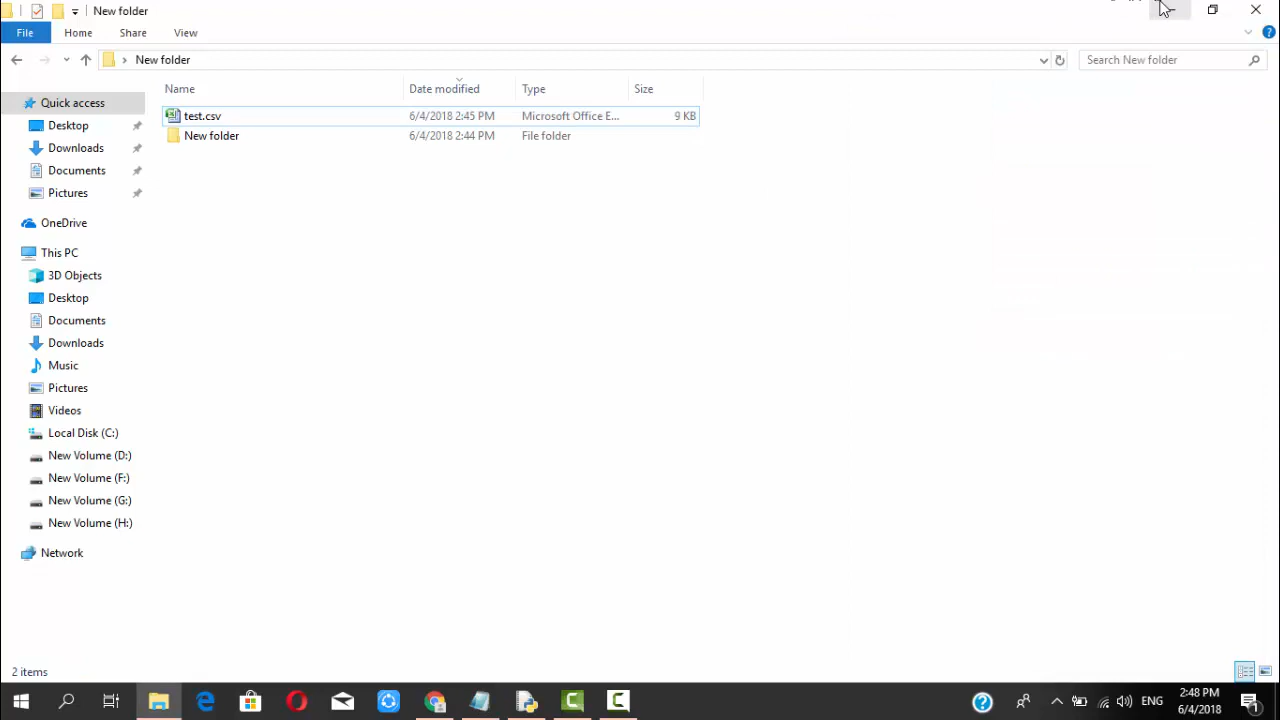 New folder
File Home Share View
New folder
Search New folder
Name Date modified Type Size
Quick access
test.csv 6/4/2018 2:45 PM Microsoft Office E... 9 KB
Desktop
New folder 6/4/2018 2:44 PM File folder
Downloads
Documents
Pictures
OneDrive
This PC
3D Objects
Desktop
Documents
Downloads
Music
Pictures
Videos
Local Disk (C:)
New Volume (D:)
New Volume (F:)
New Volume (G:)
New Volume (H:)
Network
2 items
ENG
2:48 PM
6/4/2018
1